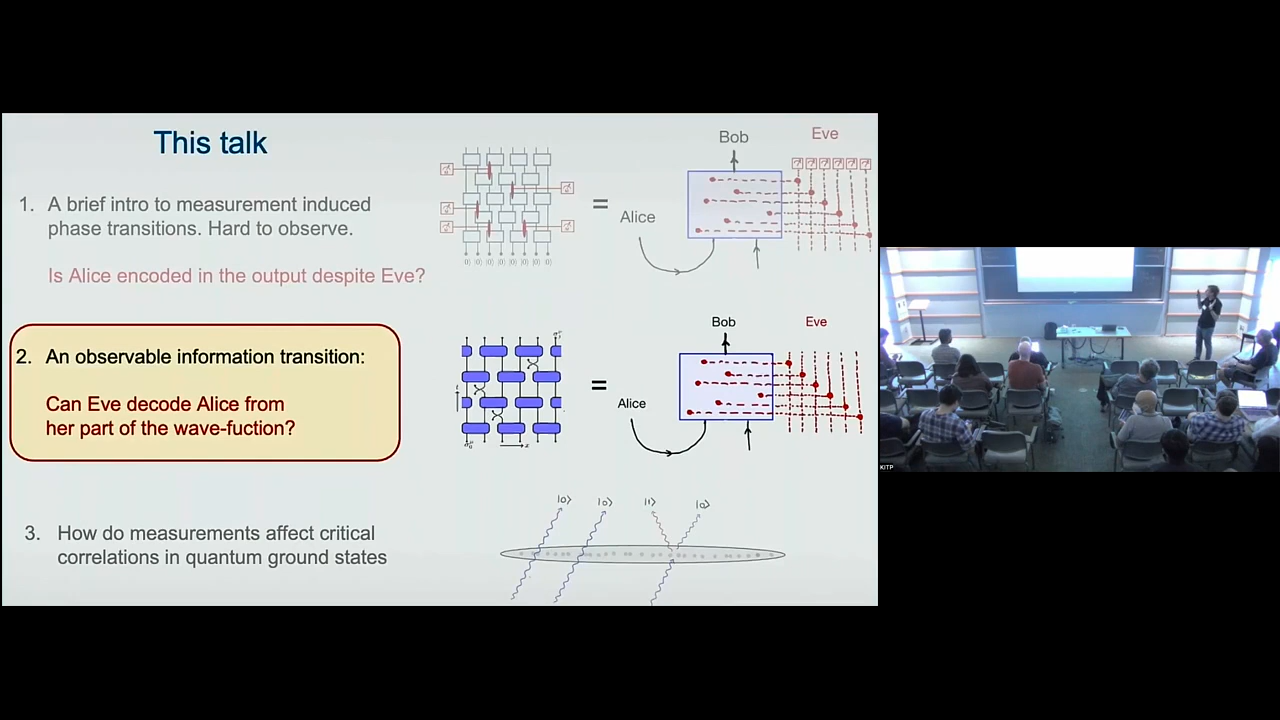 This talk
1. A brief intro to measurement induced
phase transitions. Hard to observe.
Is Alice encoded in the output despite Eve?
=
Bob
Eve
Alice
2. An observable information transition:
Can Eve decode Alice from
her part of the wave-fuction?
=
Bob
Eve
Alice
3. How do measurements affect critical
correlations in quantum ground states
|0⟩ |0⟩ |1⟩ |0⟩
KITP